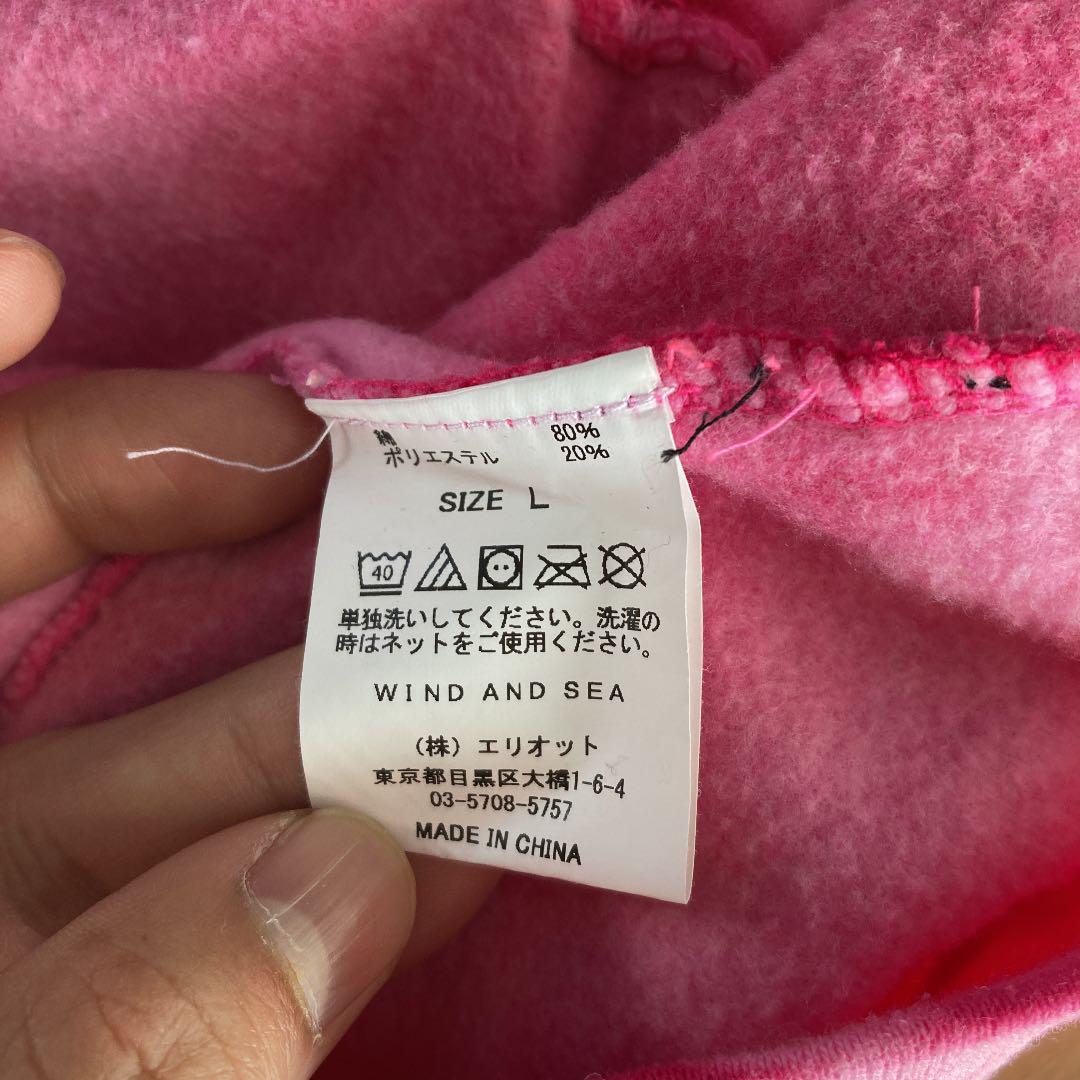 綿 80%
ポリエステル 20%
SIZE L
40
単独洗いしてください。洗濯の
時はネットをご使用ください。
WIND AND SEA
(株) エリオット
東京都目黒区大橋1-6-4
03-5708-5757
MADE IN CHINA